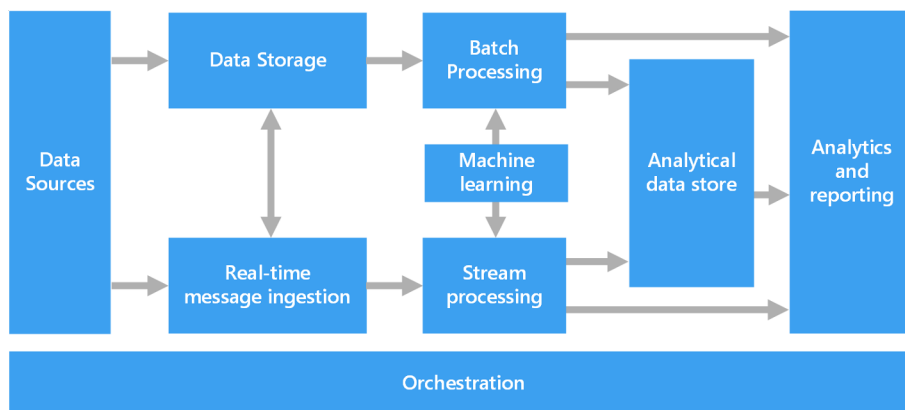 Data
Sources
Data Storage
Real-time
message ingestion
Batch
Processing
Machine
learning
Stream
processing
Analytical
data store
Analytics
and
reporting
Orchestration